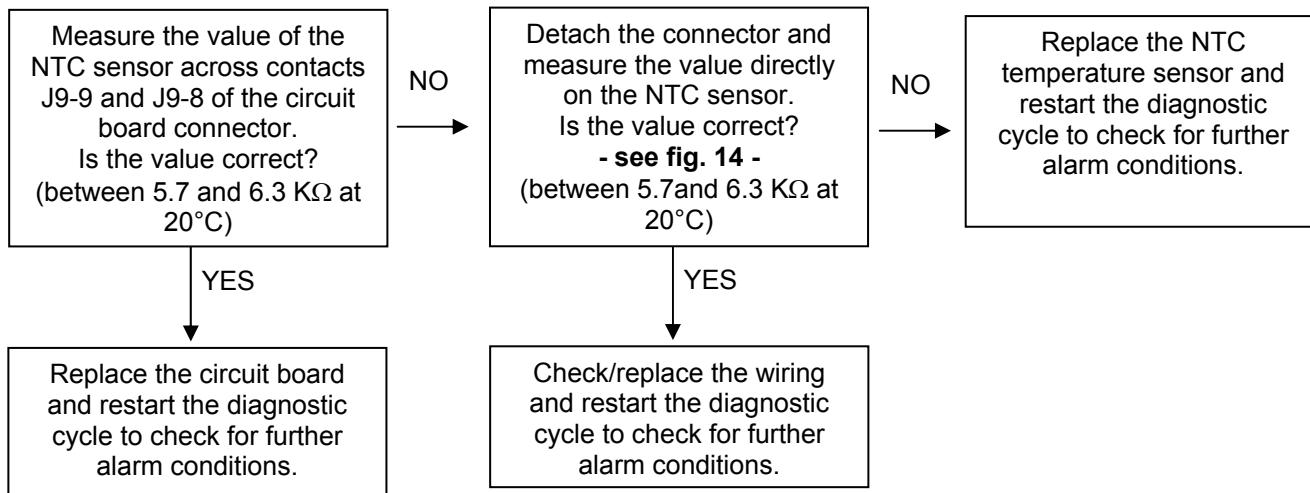 Measure the value of the
NTC sensor across contacts
J9-9 and J9-8 of the circuit
board connector.
Is the value correct?
(between 5.7 and 6.3 KΩ at
20°C)
NO
Detach the connector and
measure the value directly
on the NTC sensor.
Is the value correct?
- see fig. 14 -
(between 5.7and 6.3 KΩ at
20°C)
NO
Replace the NTC
temperature sensor and
restart the diagnostic
cycle to check for further
alarm conditions.
YES
YES
Replace the circuit board
and restart the diagnostic
cycle to check for further
alarm conditions.
Check/replace the wiring
and restart the diagnostic
cycle to check for further
alarm conditions.